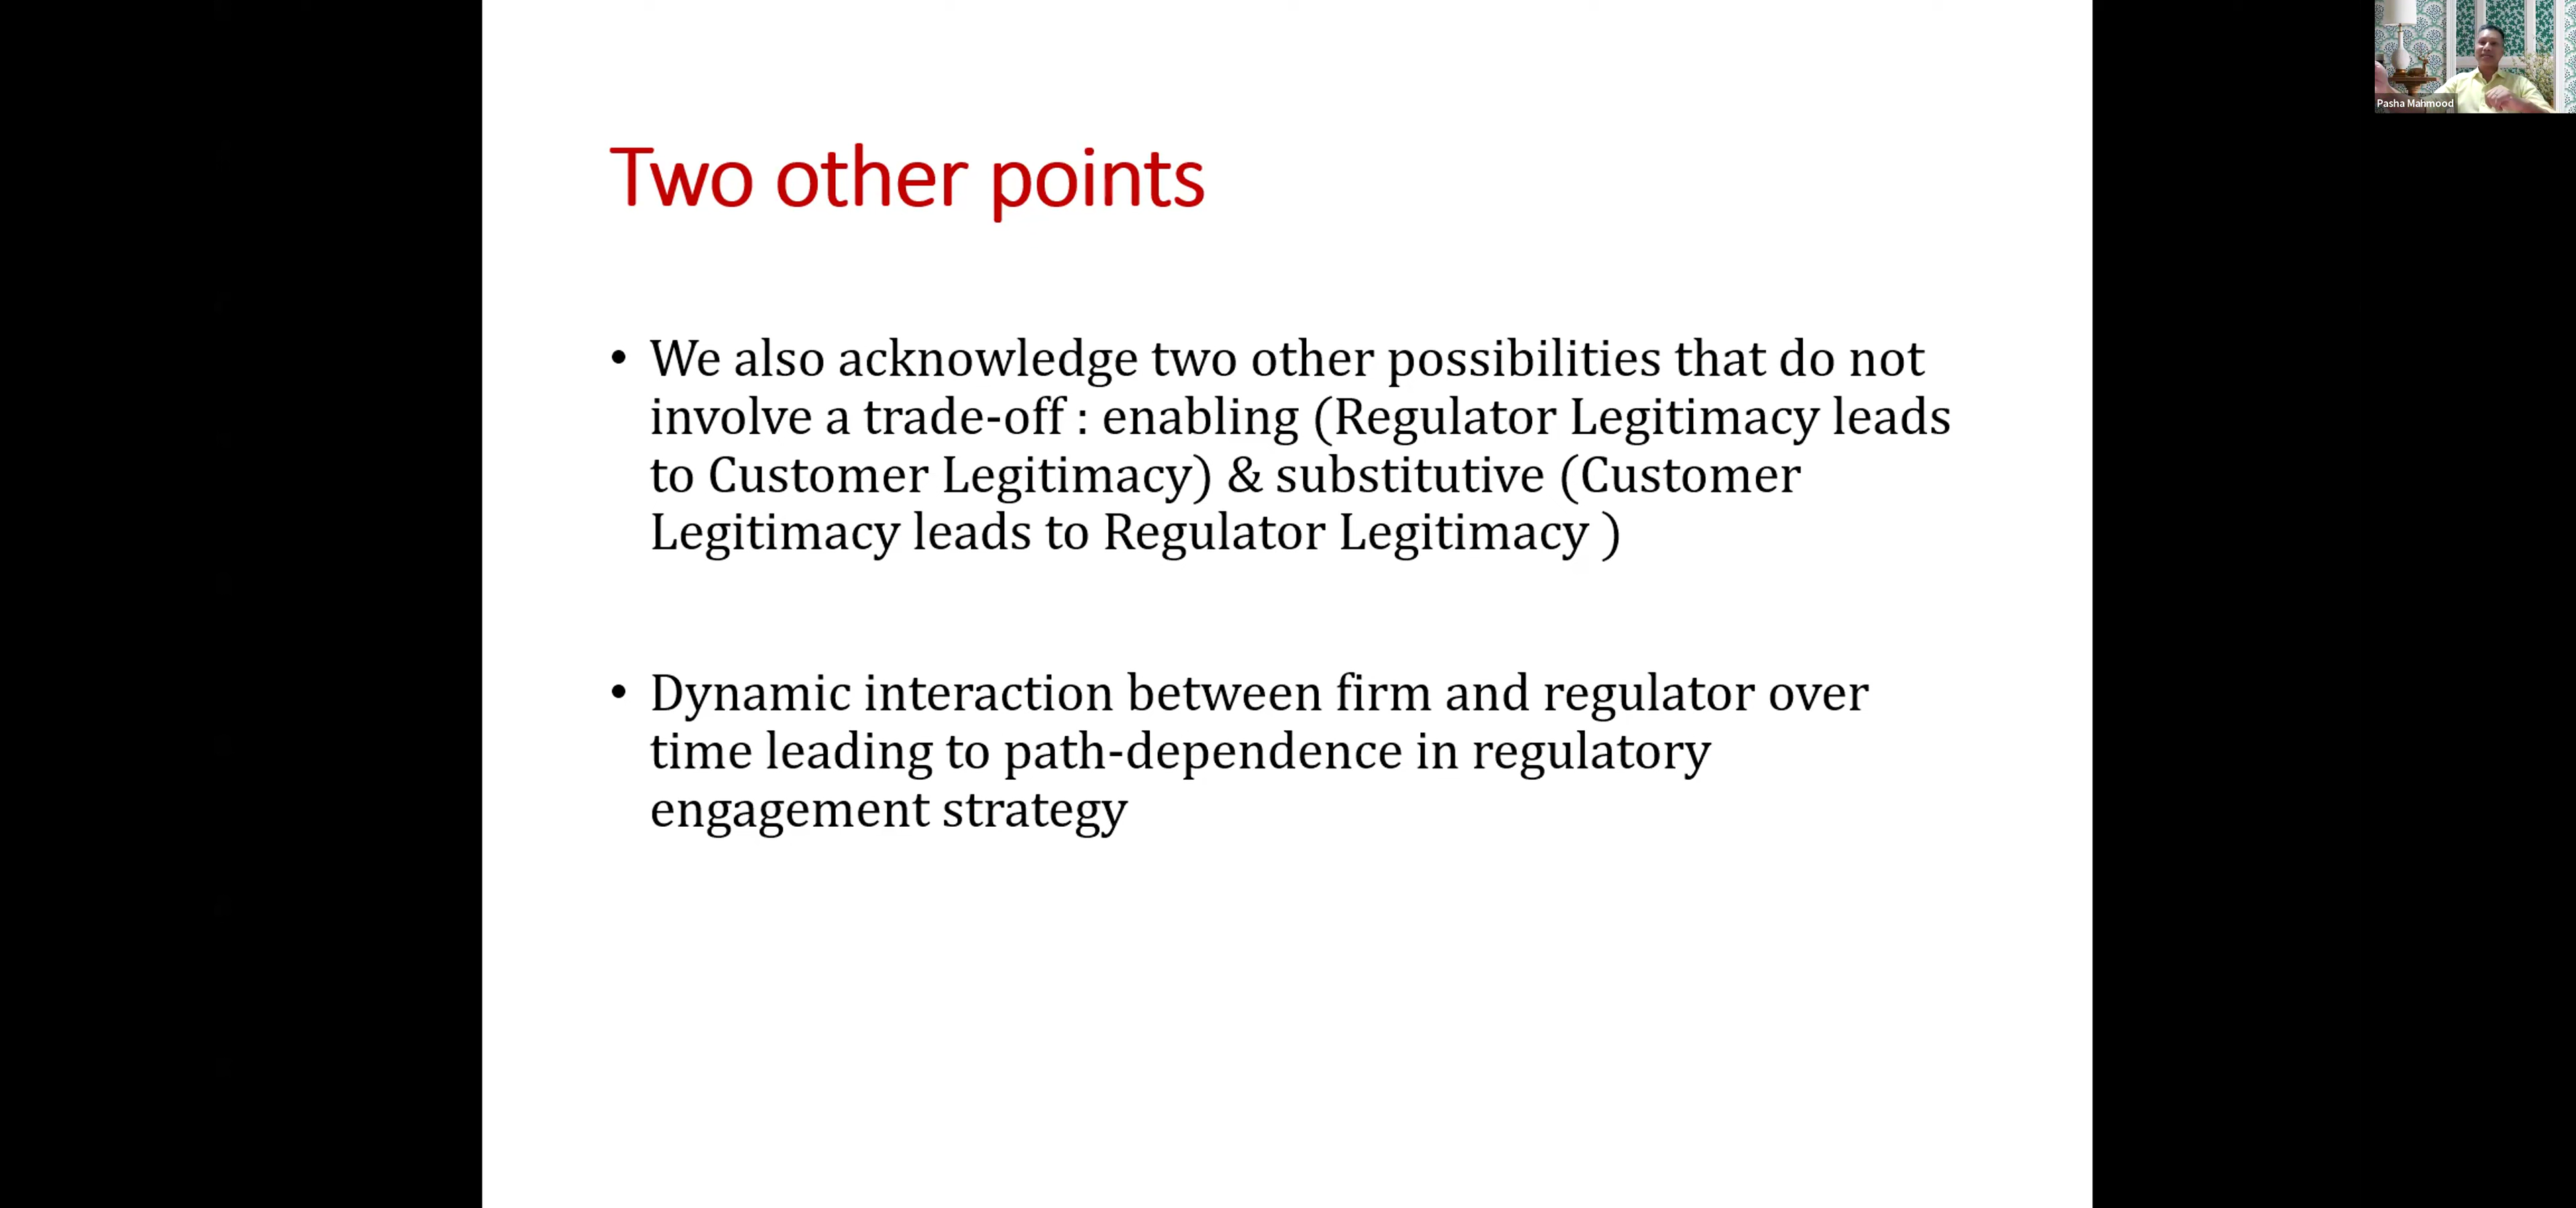 Pasha Mahmood
Two other points
• We also acknowledge two other possibilities that do not
involve a trade-off : enabling (Regulator Legitimacy leads
to Customer Legitimacy) & substitutive (Customer
Legitimacy leads to Regulator Legitimacy )
• Dynamic interaction between firm and regulator over
time leading to path-dependence in regulatory
engagement strategy